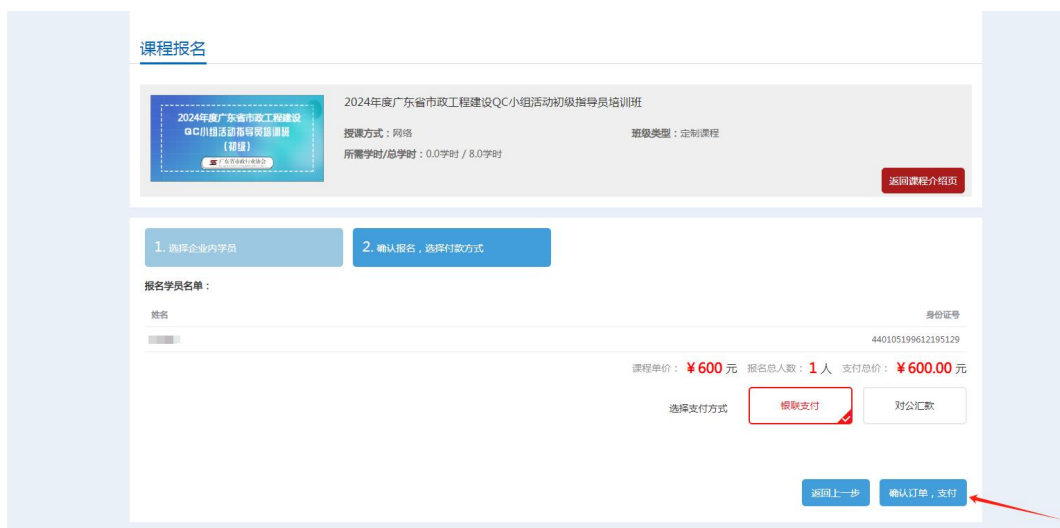 课程报名
2024年度广东省市政工程建设
QC小组活动指导员培训班
(初级)
广东省市政行业协会
2024年度广东省市政工程建设QC小组活动初级指导员培训班
授课方式：网络
班级类型：定制课程
所需学时/总学时：0.0学时 / 8.0学时
返回课程介绍页
1. 选择企业内学员
2. 确认报名，选择付款方式
报名学员名单：
姓名
身份证号
440105199612195129
课程单价： ￥600 元 报名总人数： 1 人 支付总价： ￥600.00 元
选择支付方式
银联支付
对公汇款
返回上一步
确认订单，支付